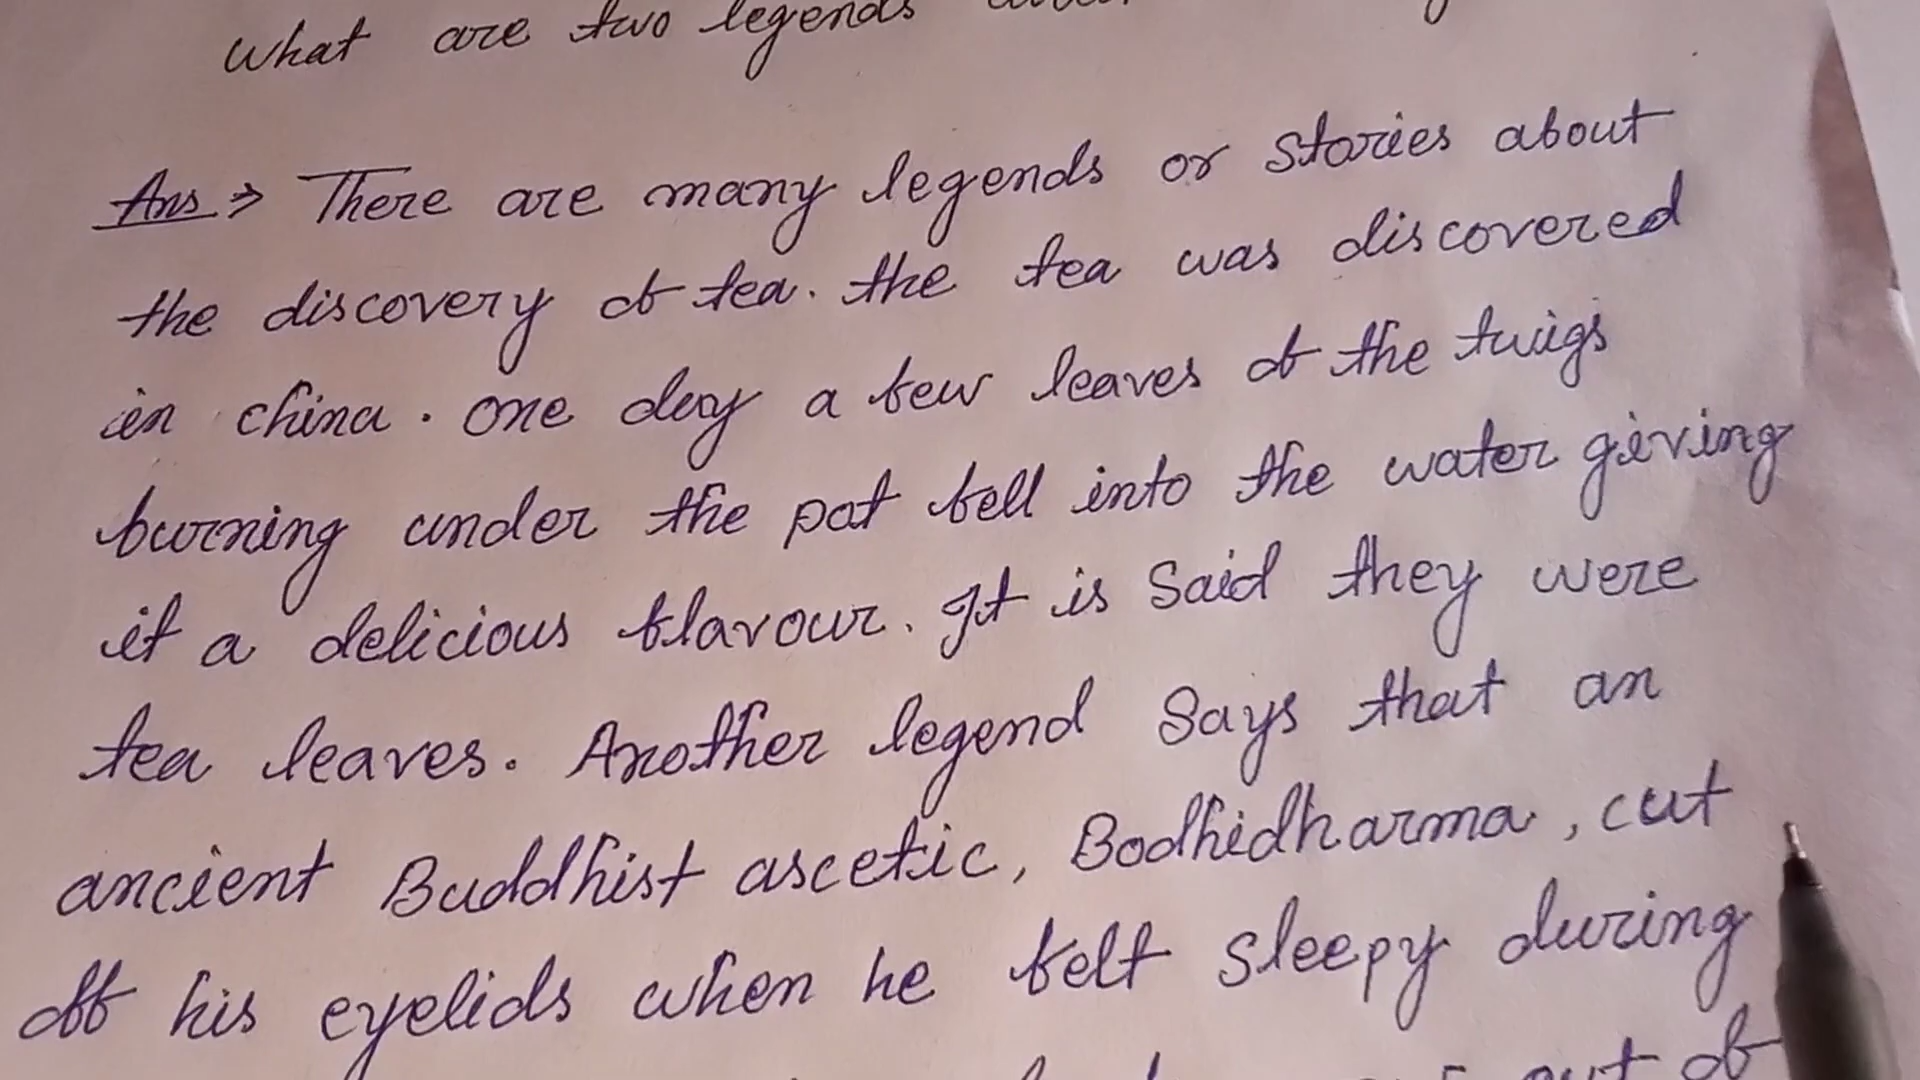 What are two legends
Ans → There are many legends or stories about
the discovery of tea. the tea was discovered
in china. one day a few leaves of the twigs
burning under the pot fell into the water giving
it a delicious flavour. It is Said they were
tea leaves. Another legend Says that an
ancient Buddhist ascetic, Bodhidharma, cut
off his eyelids when he felt sleepy during
out of